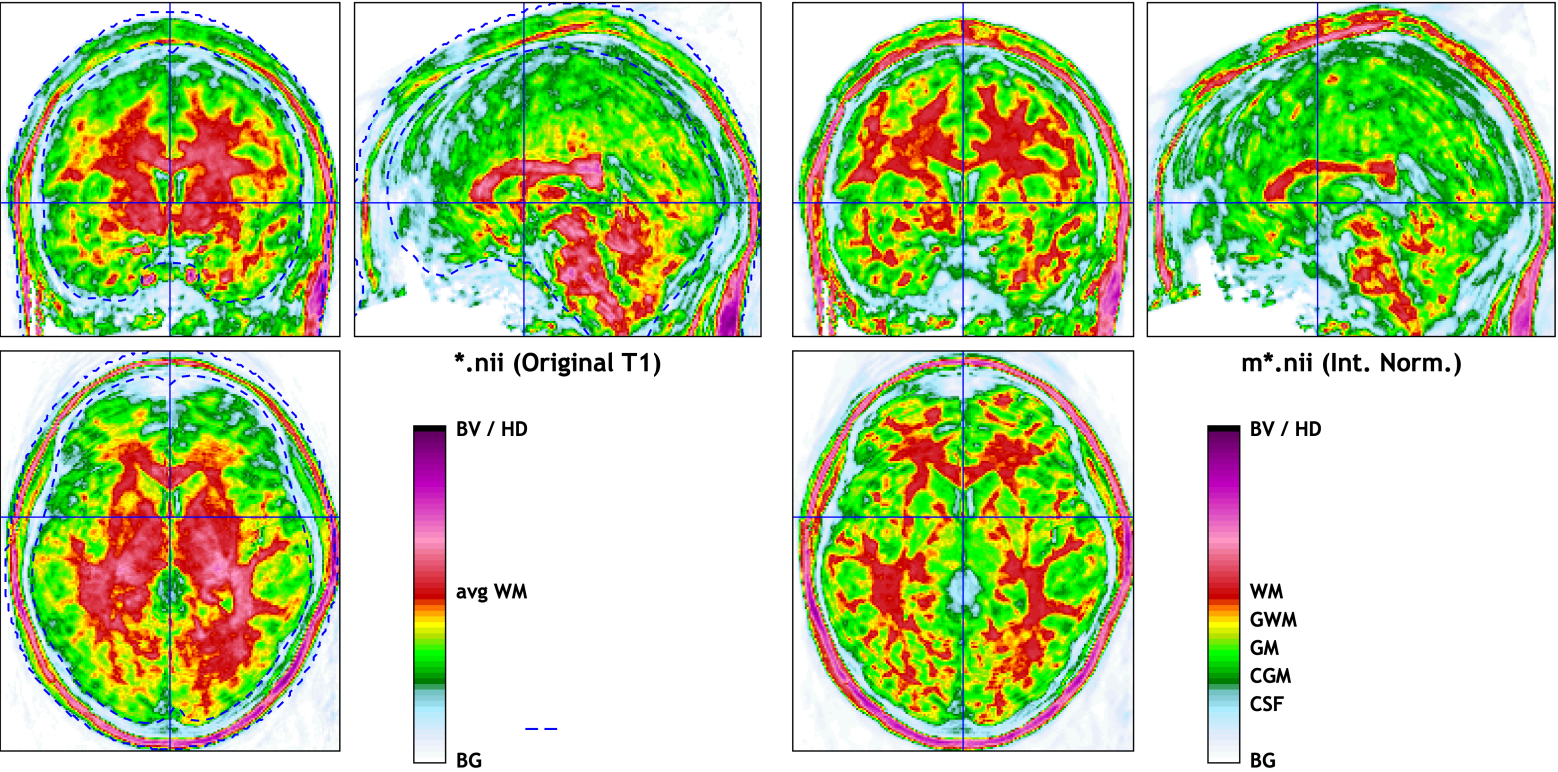 *.nii (Original T1)
BV / HD
avg WM
BG
m*.nii (Int. Norm.)
BV / HD
WM
GWM
GM
CGM
CSF
BG